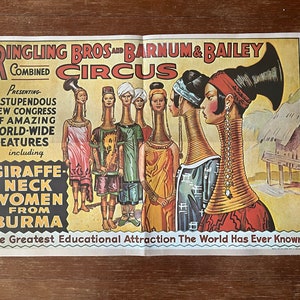 RINGLING BROS AND BARNUM & BAILEY
COMBINED CIRCUS
PRESENTING
STUPENDOUS
NEW CONGRESS
OF AMAZING
WORLD-WIDE
FEATURES
including
GIRAFFE
NECK
WOMEN
FROM
BURMA
The Greatest Educational Attraction The World Has Ever Known